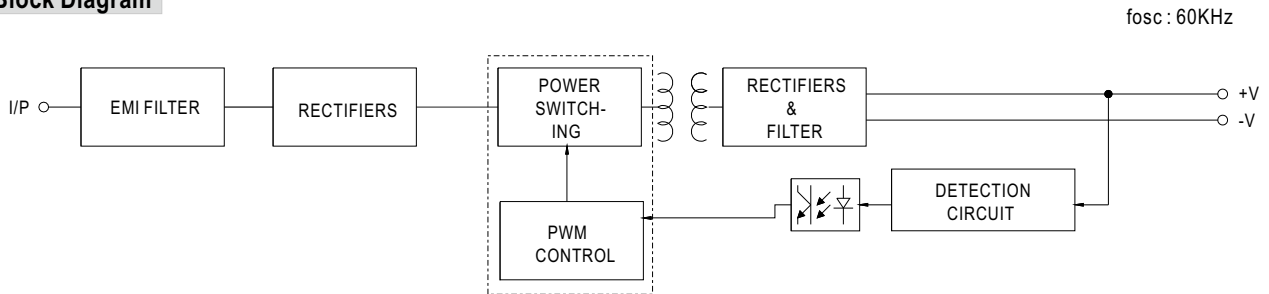 Block Diagram
fosc : 60KHz
I/P
EMI FILTER
RECTIFIERS
POWER
SWITCH-
ING
RECTIFIERS
&
FILTER
+V
-V
DETECTION
CIRCUIT
PWM
CONTROL